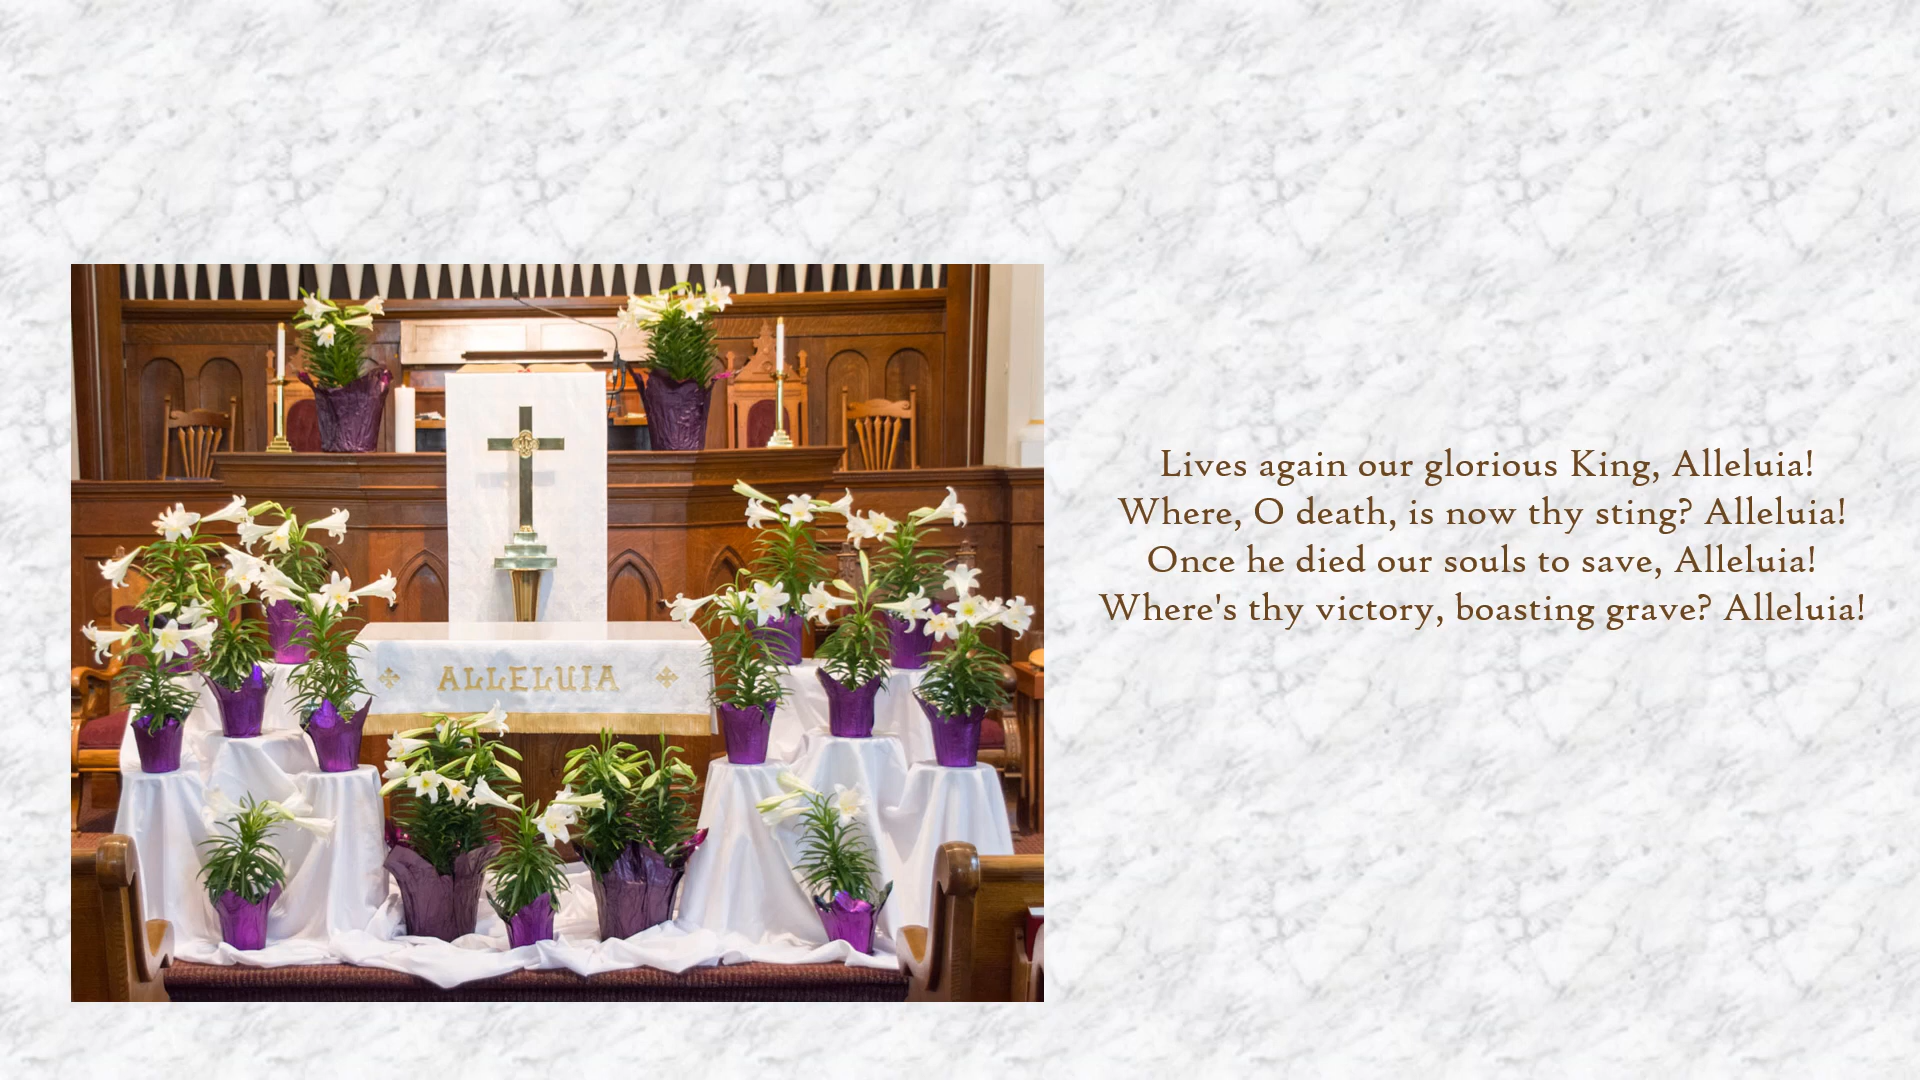 ALLELUIA
Lives again our glorious King, Alleluia!
Where, O death, is now thy sting? Alleluia!
Once he died our souls to save, Alleluia!
Where's thy victory, boasting grave? Alleluia!